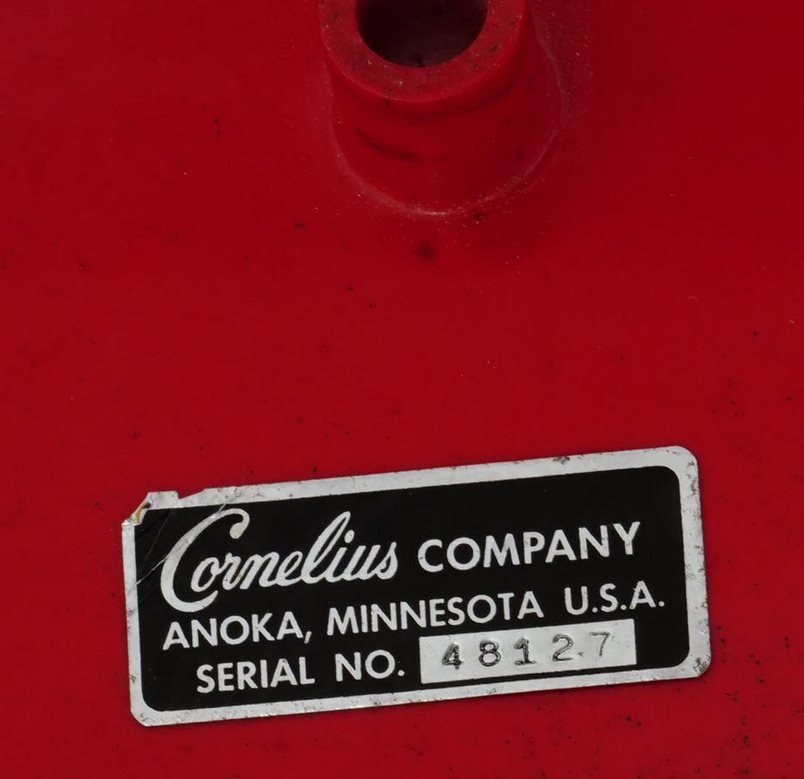 Cornelius COMPANY
ANOKA, MINNESOTA U.S.A.
SERIAL NO. 48127